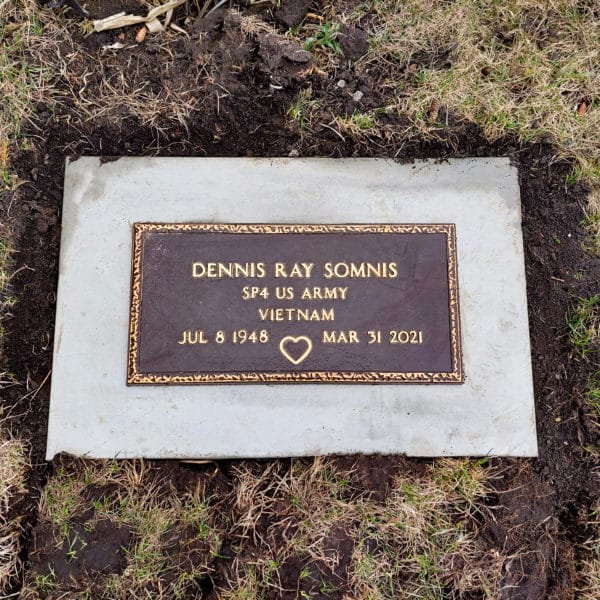 DENNIS RAY SOMNIS
SP4 US ARMY
VIETNAM
JUL 8 1948 MAR 31 2021